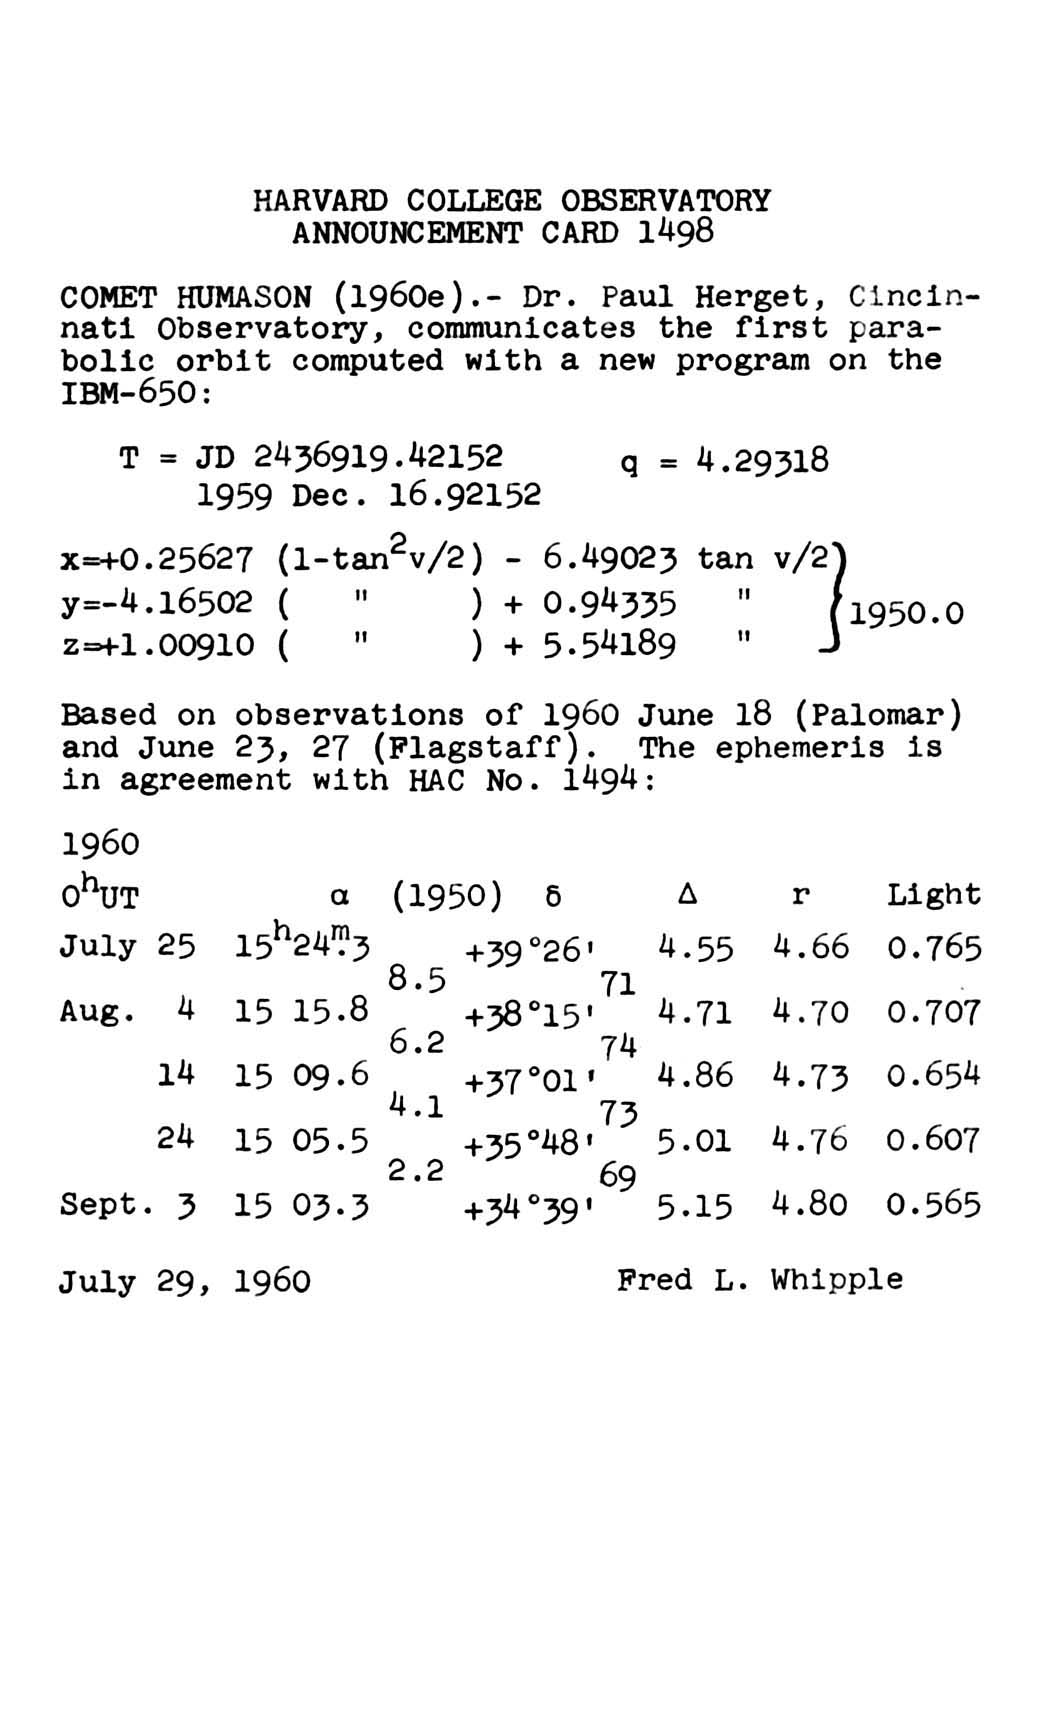 HARVARD COLLEGE OBSERVATORY
ANNOUNCEMENT CARD 1498
COMET HUMASON (1960e).- Dr. Paul Herget, Cincin-
nati Observatory, communicates the first para-
bolic orbit computed with a new program on the
IBM-650:
T = JD 2436919.42152 q = 4.29318
1959 Dec. 16.92152
x=+0.25627 (1-tan²v/2) - 6.49023 tan v/2
y=-4.16502 ( " ) + 0.94335 " } 1950.0
z=+1.00910 ( " ) + 5.54189 "
Based on observations of 1960 June 18 (Palomar)
and June 23, 27 (Flagstaff). The ephemeris is
in agreement with HAC No. 1494:
1960
0ʰUT α (1950) δ Δ r Light
July 25 15ʰ24ᵐ.3 +39°26' 4.55 4.66 0.765
8.5 71
Aug. 4 15 15.8 +38°15' 4.71 4.70 0.707
6.2 74
14 15 09.6 +37°01' 4.86 4.73 0.654
4.1 73
24 15 05.5 +35°48' 5.01 4.76 0.607
2.2 69
Sept. 3 15 03.3 +34°39' 5.15 4.80 0.565
July 29, 1960 Fred L. Whipple